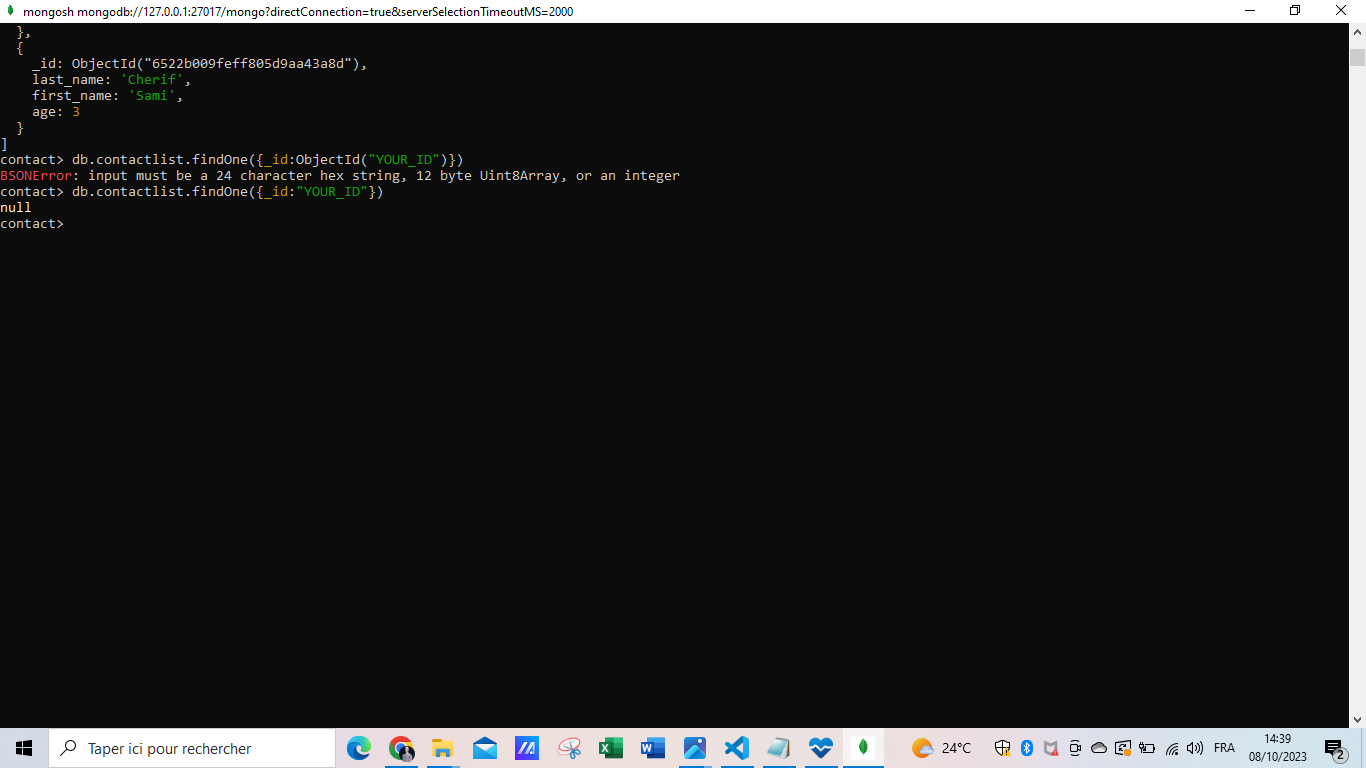 mongosh mongodb://127.0.0.1:27017/mongo?directConnection=true&serverSelectionTimeoutMS=2000
  },
  {
    _id: ObjectId("6522b009feff805d9aa43a8d"),
    last_name: 'Cherif',
    first_name: 'Sami',
    age: 3
  }
]
contact> db.contactlist.findOne({_id:ObjectId("YOUR_ID")})
BSONError: input must be a 24 character hex string, 12 byte Uint8Array, or an integer
contact> db.contactlist.findOne({_id:"YOUR_ID"})
null
contact>
Taper ici pour rechercher
24°C
FRA
14:39
08/10/2023
2